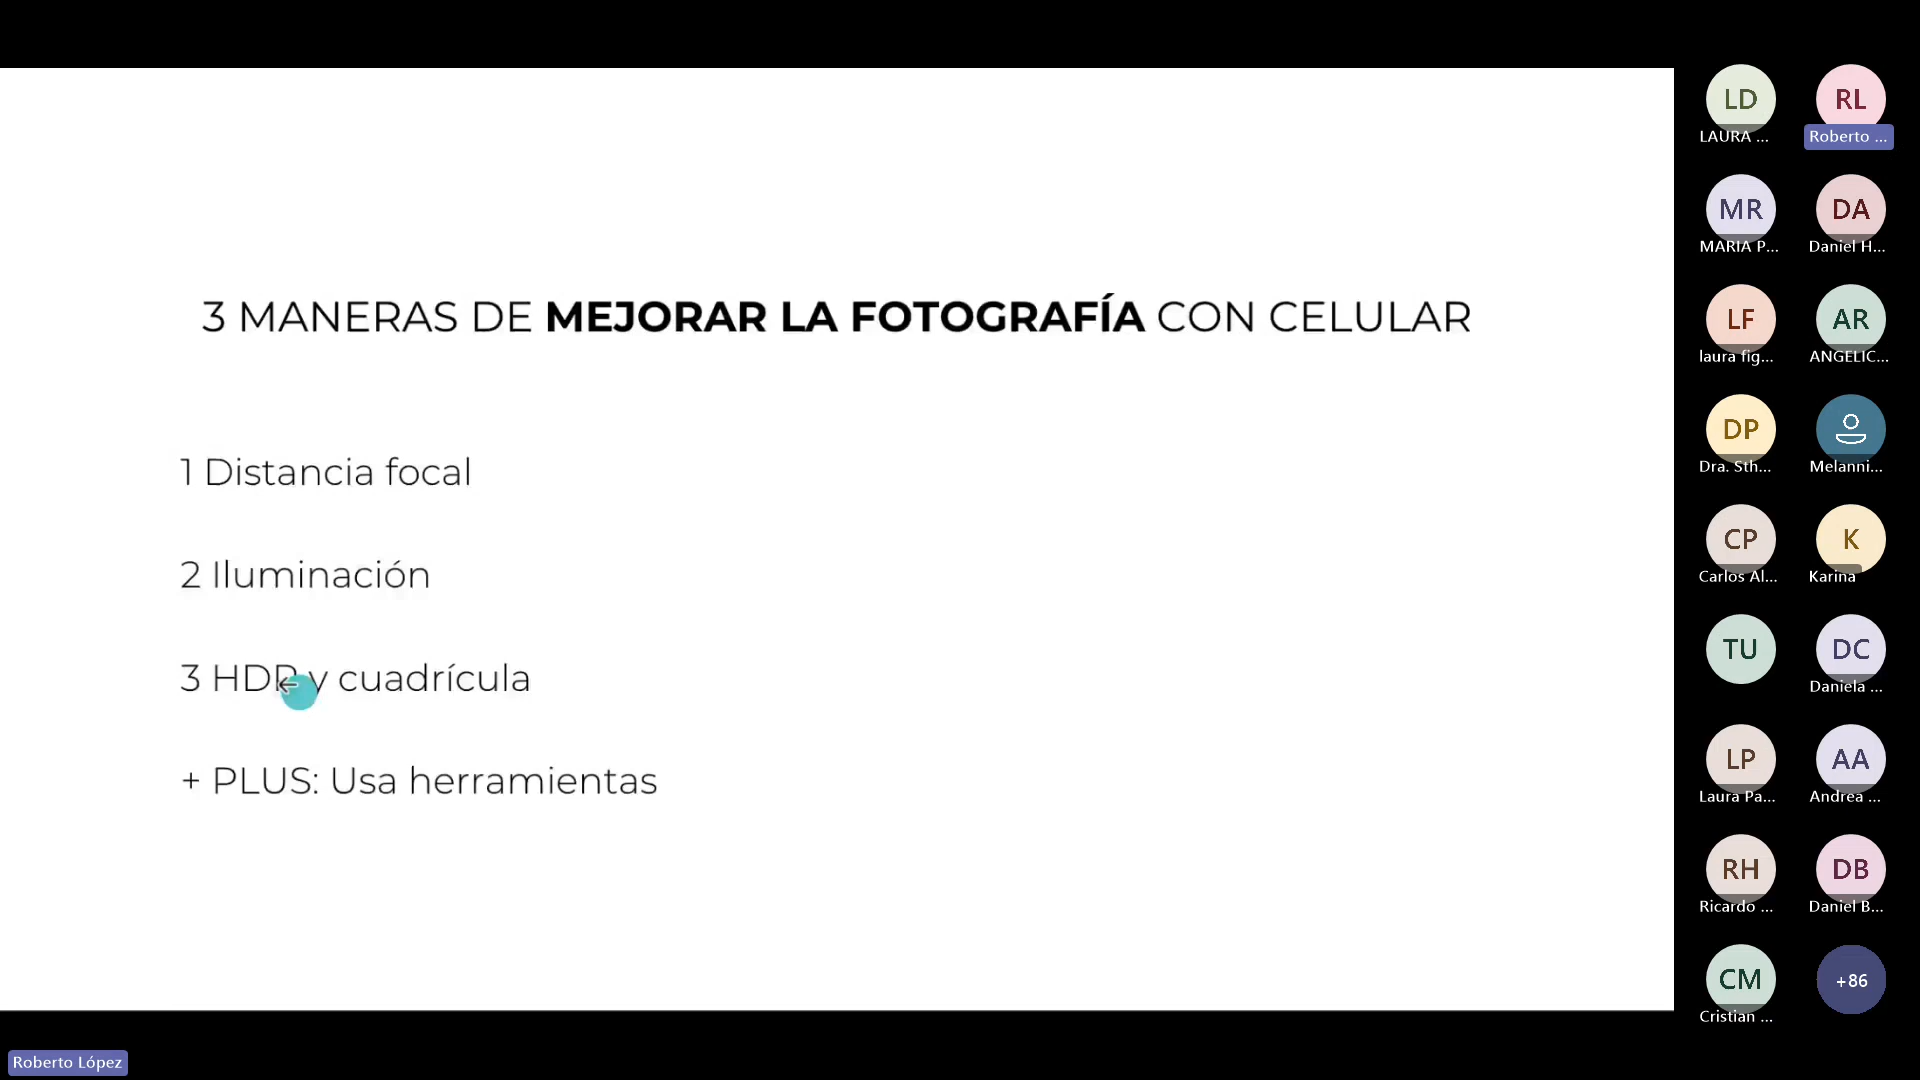 3 MANERAS DE MEJORAR LA FOTOGRAFÍA CON CELULAR
1 Distancia focal
2 Iluminación
3 HDR y cuadrícula
+ PLUS: Usa herramientas
LD
LAURA ...
RL
Roberto ...
MR
MARIA P...
DA
Daniel H...
LF
laura fig...
AR
ANGELIC...
DP
Dra. Sth...
Melanni...
CP
Carlos Al...
K
Karina
TU
DC
Daniela ...
LP
Laura Pa...
AA
Andrea ...
RH
Ricardo ...
DB
Daniel B...
CM
Cristian ...
+86
Roberto López